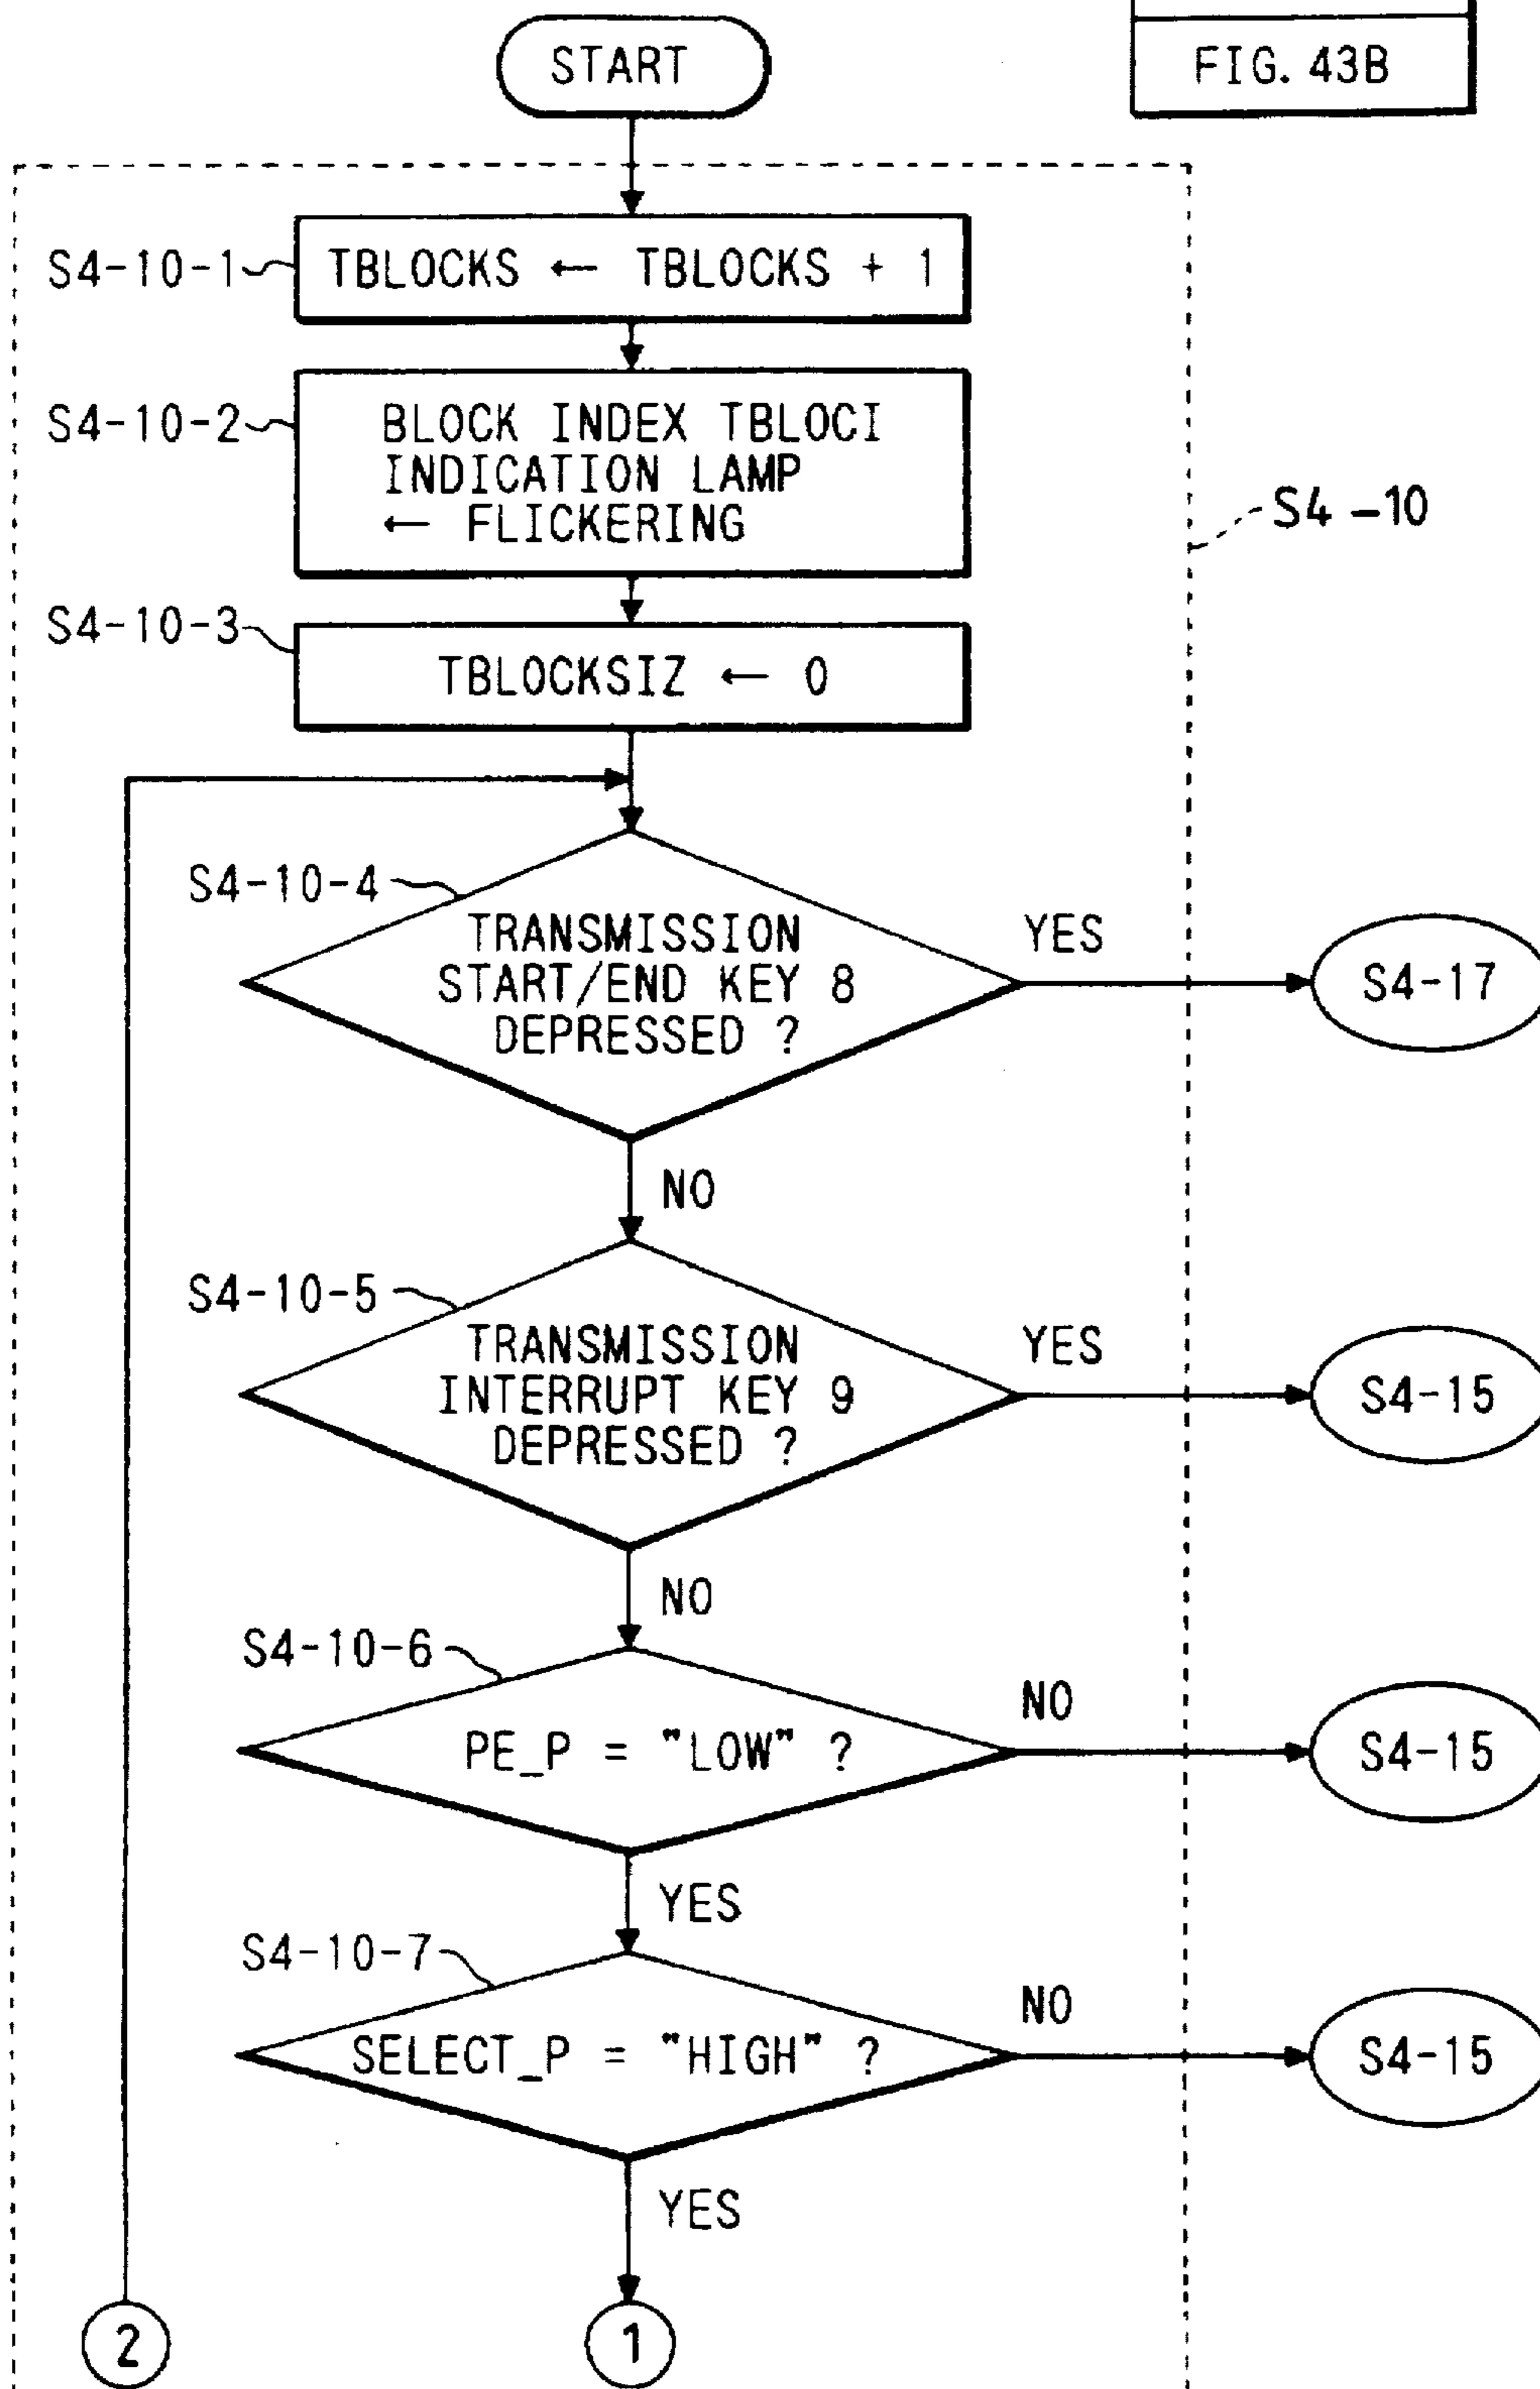 START
FIG. 43B
S4-10-1
TBLOCKS ← TBLOCKS + 1
S4-10-2
BLOCK INDEX TBLOCI
INDICATION LAMP
← FLICKERING
S4-10
S4-10-3
TBLOCKSIZ ← 0
S4-10-4
TRANSMISSION
START/END KEY 8
DEPRESSED ?
YES
S4-17
NO
S4-10-5
TRANSMISSION
INTERRUPT KEY 9
DEPRESSED ?
YES
S4-15
NO
S4-10-6
PE_P = "LOW" ?
NO
S4-15
YES
S4-10-7
SELECT_P = "HIGH" ?
NO
S4-15
YES
2
1